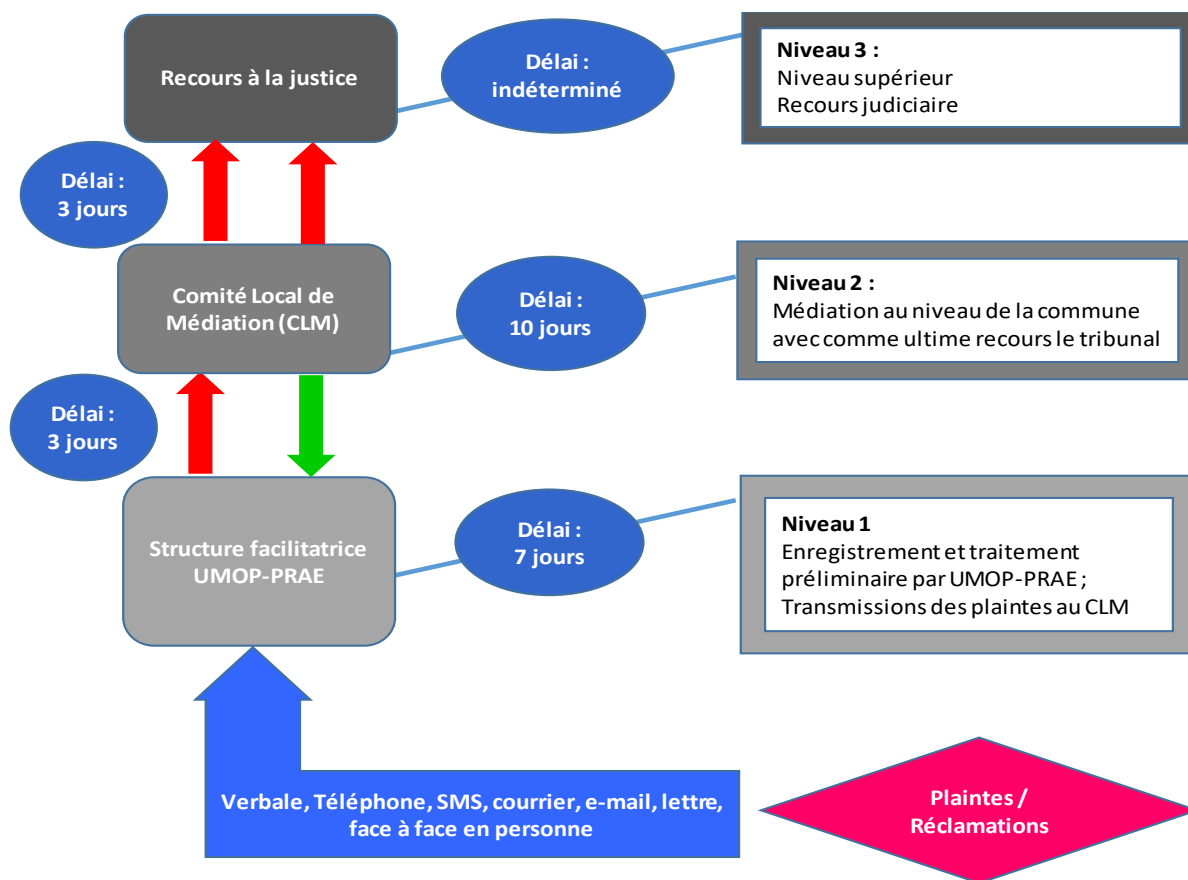 Recours à la justice
Délai :
indéterminé
Niveau 3 :
Niveau supérieur
Recours judiciaire
Délai :
3 jours
Comité Local de
Médiation (CLM)
Délai :
10 jours
Niveau 2 :
Médiation au niveau de la commune
avec comme ultime recours le tribunal
Délai :
3 jours
Structure facilitatrice
UMOP-PRAE
Délai :
7 jours
Niveau 1
Enregistrement et traitement
préliminaire par UMOP-PRAE ;
Transmissions des plaintes au CLM
Verbale, Téléphone, SMS, courrier, e-mail, lettre,
face à face en personne
Plaintes /
Réclamations